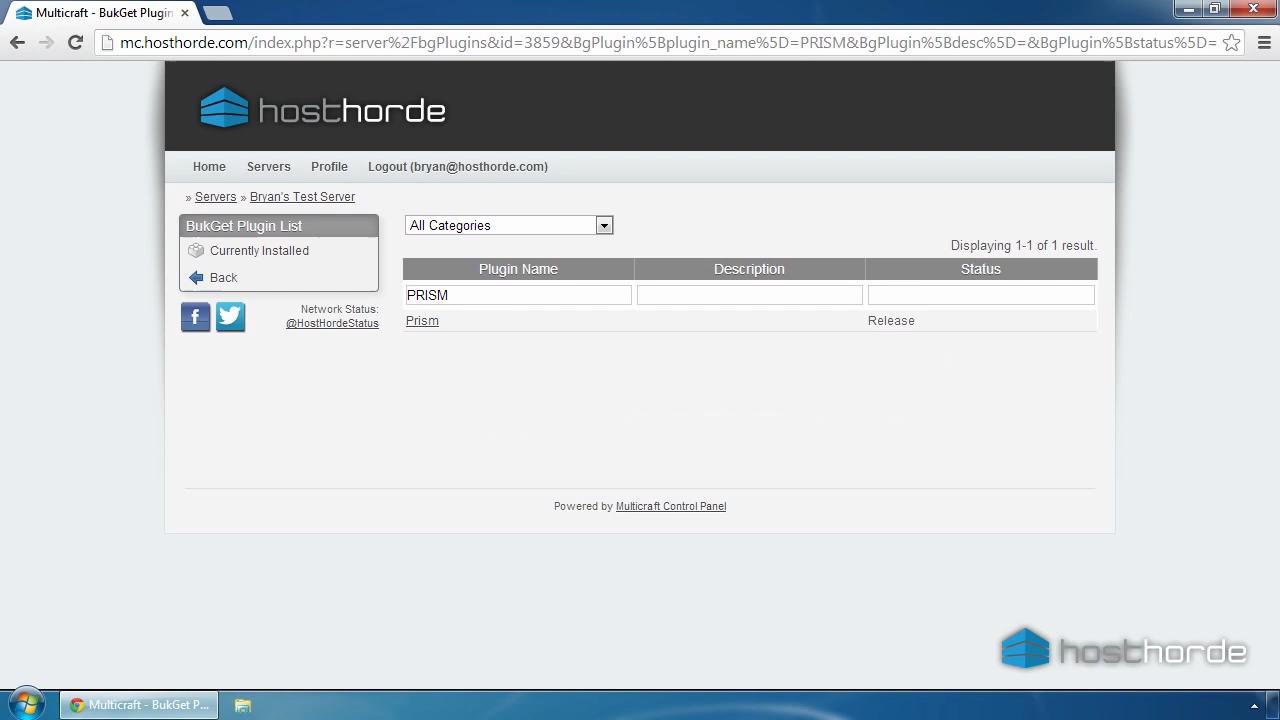 Multicraft - BukGet Plugin
mc.hosthorde.com/index.php?r=server%2FbgPlugins&id=3859&BgPlugin%5Bplugin_name%5D=PRISM&BgPlugin%5Bdesc%5D=&BgPlugin%5Bstatus%5D=
hosthorde
Home Servers Profile Logout (bryan@hosthorde.com)
» Servers » Bryan's Test Server
BukGet Plugin List
Currently Installed
Back
Network Status:
@HostHordeStatus
All Categories
Displaying 1-1 of 1 result.
Plugin Name Description Status
PRISM
Prism Release
Powered by Multicraft Control Panel
hosthorde
Multicraft - BukGet P...